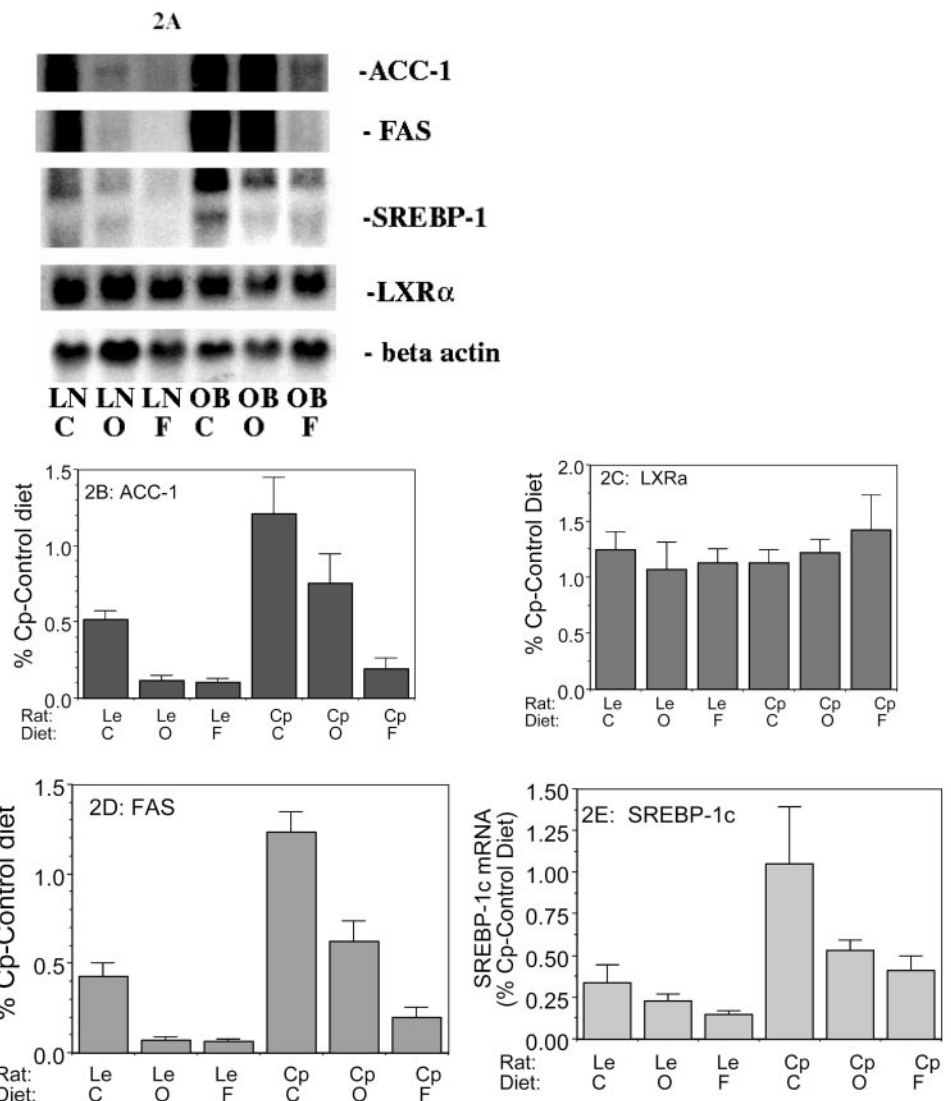 2A
-ACC-1
- FAS
-SREBP-1
-LXRα
- beta actin
LN LN LN OB OB OB
C O F C O F
2B: ACC-1
% Cp-Control diet
1.5
1.0
0.5
0.0
Rat: Le Le Le Cp Cp Cp
Diet: C O F C O F
2C: LXRa
% Cp-Control Diet
2.0
1.5
1.0
0.5
0.0
Rat: Le Le Le Cp Cp Cp
Diet: C O F C O F
2D: FAS
% Cp-Control diet
1.5
1.0
0.5
0.0
Rat: Le Le Le Cp Cp Cp
Diet: C O F C O F
2E: SREBP-1c
SREBP-1c mRNA
(% Cp-Control Diet)
1.50
1.25
1.00
0.75
0.50
0.25
0.00
Rat: Le Le Le Cp Cp Cp
Diet: C O F C O F